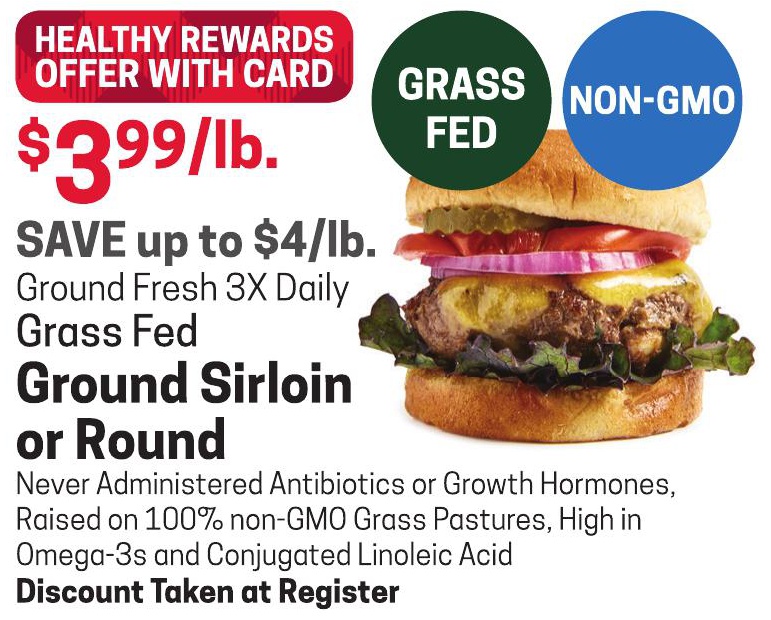 HEALTHY REWARDS
OFFER WITH CARD
GRASS
FED
NON-GMO
$3.99/lb.
SAVE up to $4/lb.
Ground Fresh 3X Daily
Grass Fed
Ground Sirloin
or Round
Never Administered Antibiotics or Growth Hormones,
Raised on 100% non-GMO Grass Pastures, High in
Omega-3s and Conjugated Linoleic Acid
Discount Taken at Register